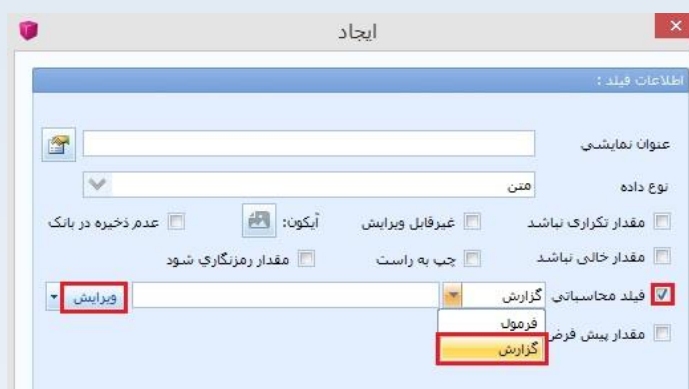 ایجاد
اطلاعات فیلد :
عنوان نمایشی
نوع داده متن
مقدار تکراری نباشد غیرقابل ویرایش آیکون: عدم ذخیره در بانک
مقدار خالی نباشد چپ به راست مقدار رمزنگاري شود
فیلد محاسباتی گزارش ویرایش
فرمول
مقدار پیش فرض
گزارش